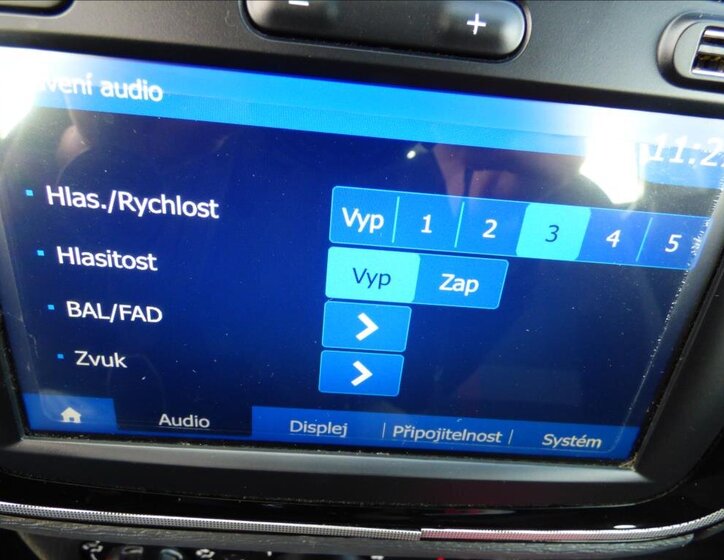 vení audio
11:2
Hlas./Rychlost Vyp 1 2 3 4 5
Hlasitost Vyp Zap
BAL/FAD >
Zvuk >
Audio Displej Připojitelnost Systém